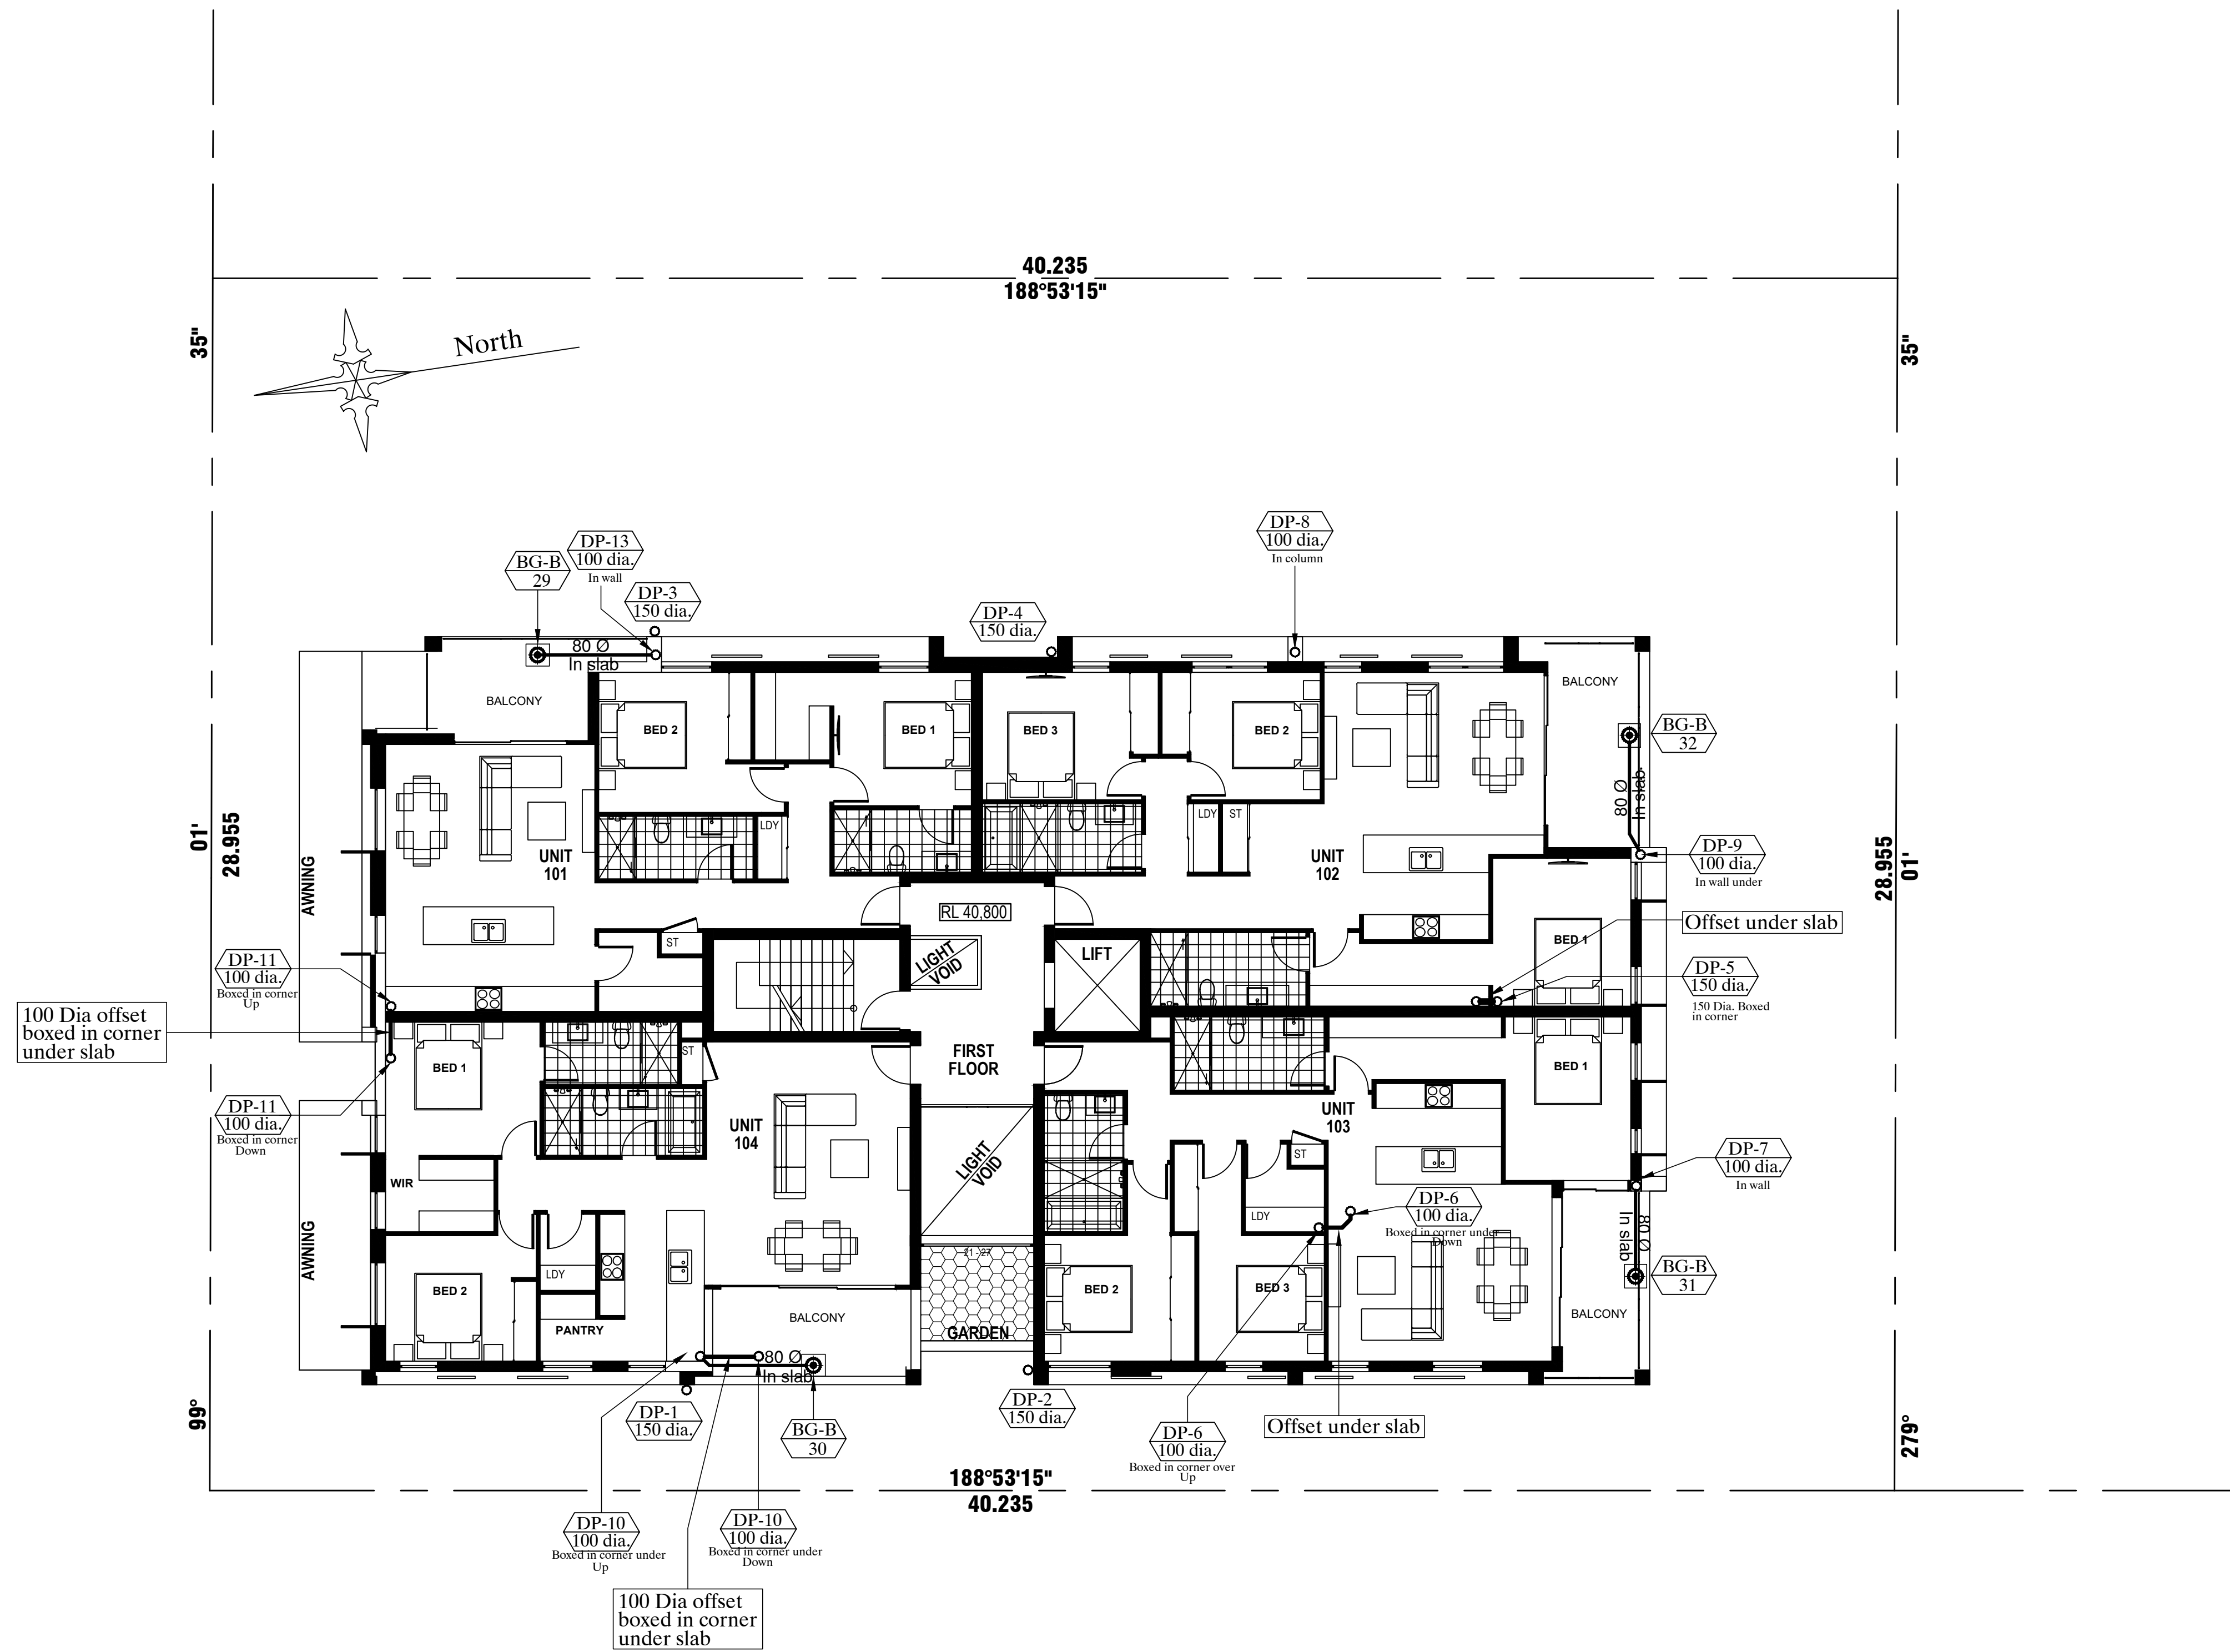 40.235
188°53'15"
35"
35"
North
DP-8
100 dia.
In column
DP-13
100 dia.
In wall
BG-B
29
DP-3
150 dia.
DP-4
150 dia.
80 Ø
In slab
BALCONY
BALCONY
BED 2
BED 1
BED 3
BED 2
BG-B
32
80 Ø
In slab
LDY
LDY
ST
01'
28.955
28.955
01'
UNIT
101
UNIT
102
DP-9
100 dia.
In wall under
AWNING
RL 40,800
Offset under slab
ST
LIGHT
VOID
LIFT
BED 1
DP-11
100 dia.
Boxed in corner
Up
DP-5
150 dia.
150 Dia. Boxed
in corner
100 Dia offset
boxed in corner
under slab
BED 1
ST
FIRST
FLOOR
BED 1
DP-11
100 dia.
Boxed in corner
Down
UNIT
104
UNIT
103
LIGHT
VOID
ST
DP-7
100 dia.
In wall
WIR
DP-6
100 dia.
Boxed in corner under
Down
LDY
80 Ø
In slab
AWNING
21 - 27
LDY
BED 2
BED 2
BED 3
BG-B
31
BALCONY
PANTRY
BALCONY
GARDEN
80 Ø
In slab
99°
279°
DP-1
150 dia.
BG-B
30
DP-2
150 dia.
DP-6
100 dia.
Boxed in corner over
Up
Offset under slab
188°53'15"
40.235
DP-10
100 dia.
Boxed in corner under
Up
DP-10
100 dia.
Boxed in corner under
Down
100 Dia offset
boxed in corner
under slab